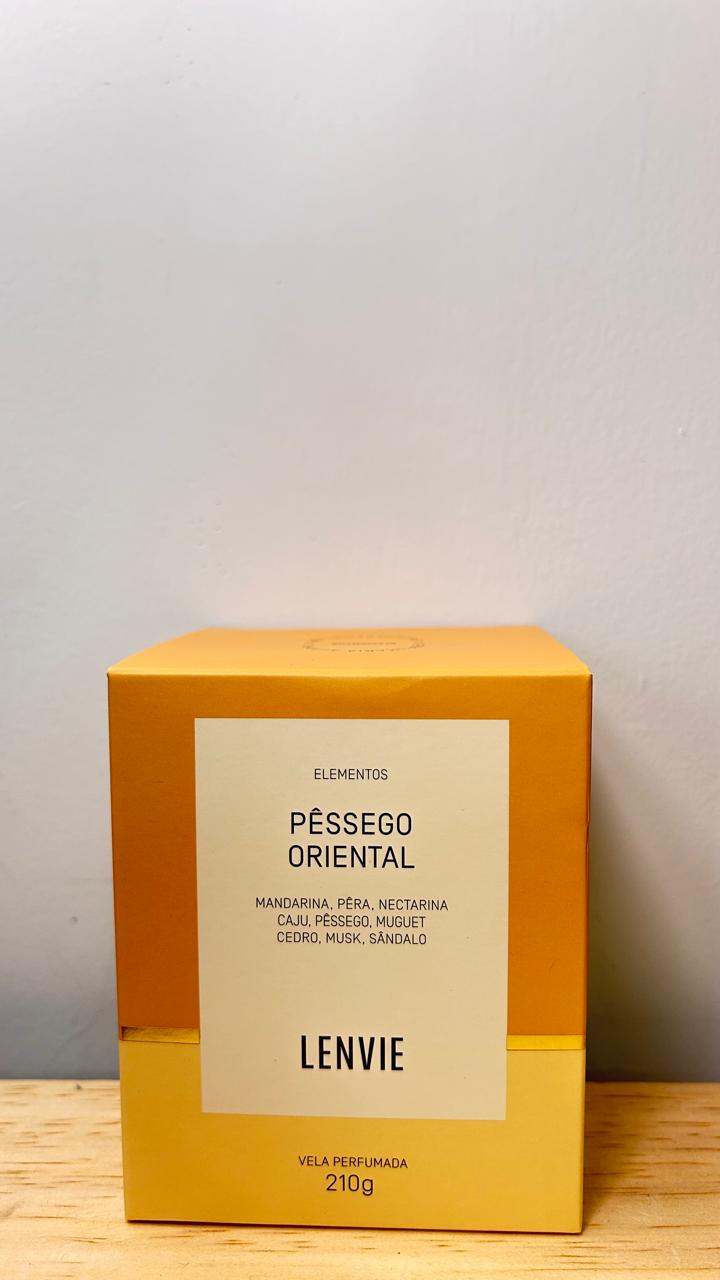 ELEMENTOS
PÊSSEGO
ORIENTAL
MANDARINA, PÊRA, NECTARINA
CAJU, PÊSSEGO, MUGUET
CEDRO, MUSK, SÂNDALO
LENVIE
VELA PERFUMADA
210g